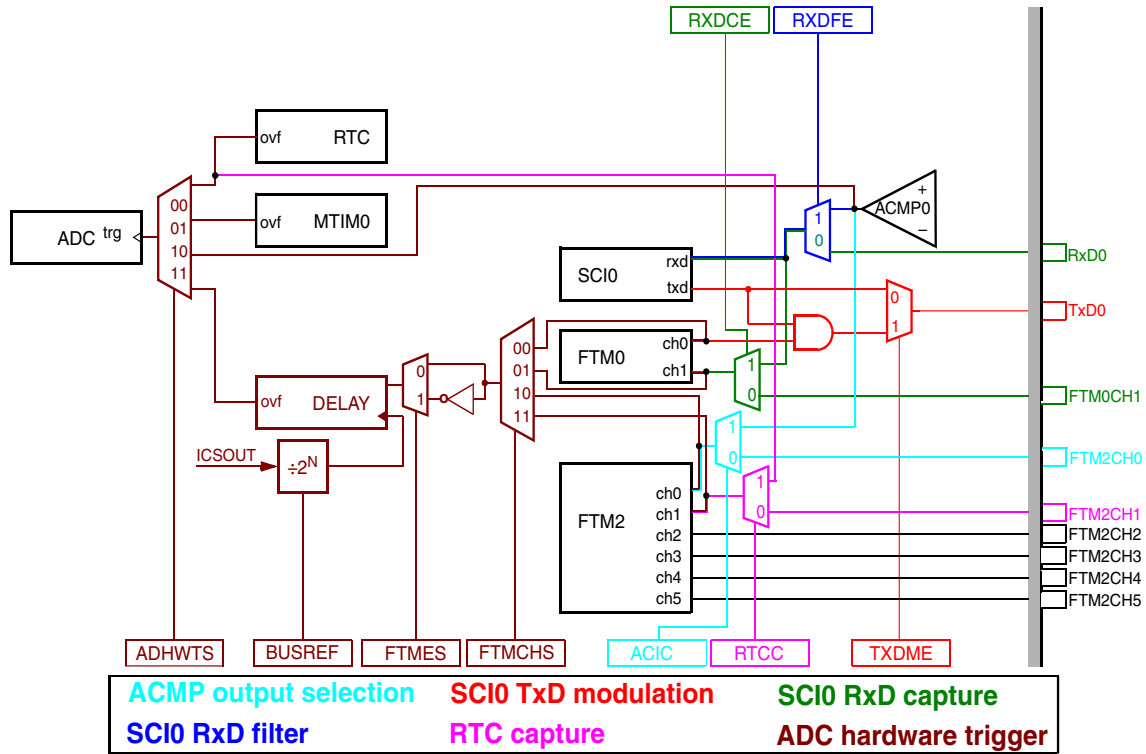 RXDCE RXDFE
ovf RTC
ovf MTIM0
ADC trg
00
01
10
11
+
ACMP0
−
1
0
RxD0
SCI0 rxd
txd
0
1
TxD0
FTM0 ch0
ch1
00
01
10
11
1
0
FTM0CH1
0
1
ovf DELAY
1
0
FTM2CH0
ICSOUT
÷2N
1
0
FTM2CH1
FTM2 ch0
ch1
ch2
ch3
ch4
ch5
FTM2CH2
FTM2CH3
FTM2CH4
FTM2CH5
ADHWTS BUSREF FTMES FTMCHS ACIC RTCC TXDME
ACMP output selection SCI0 TxD modulation SCI0 RxD capture
SCI0 RxD filter RTC capture ADC hardware trigger